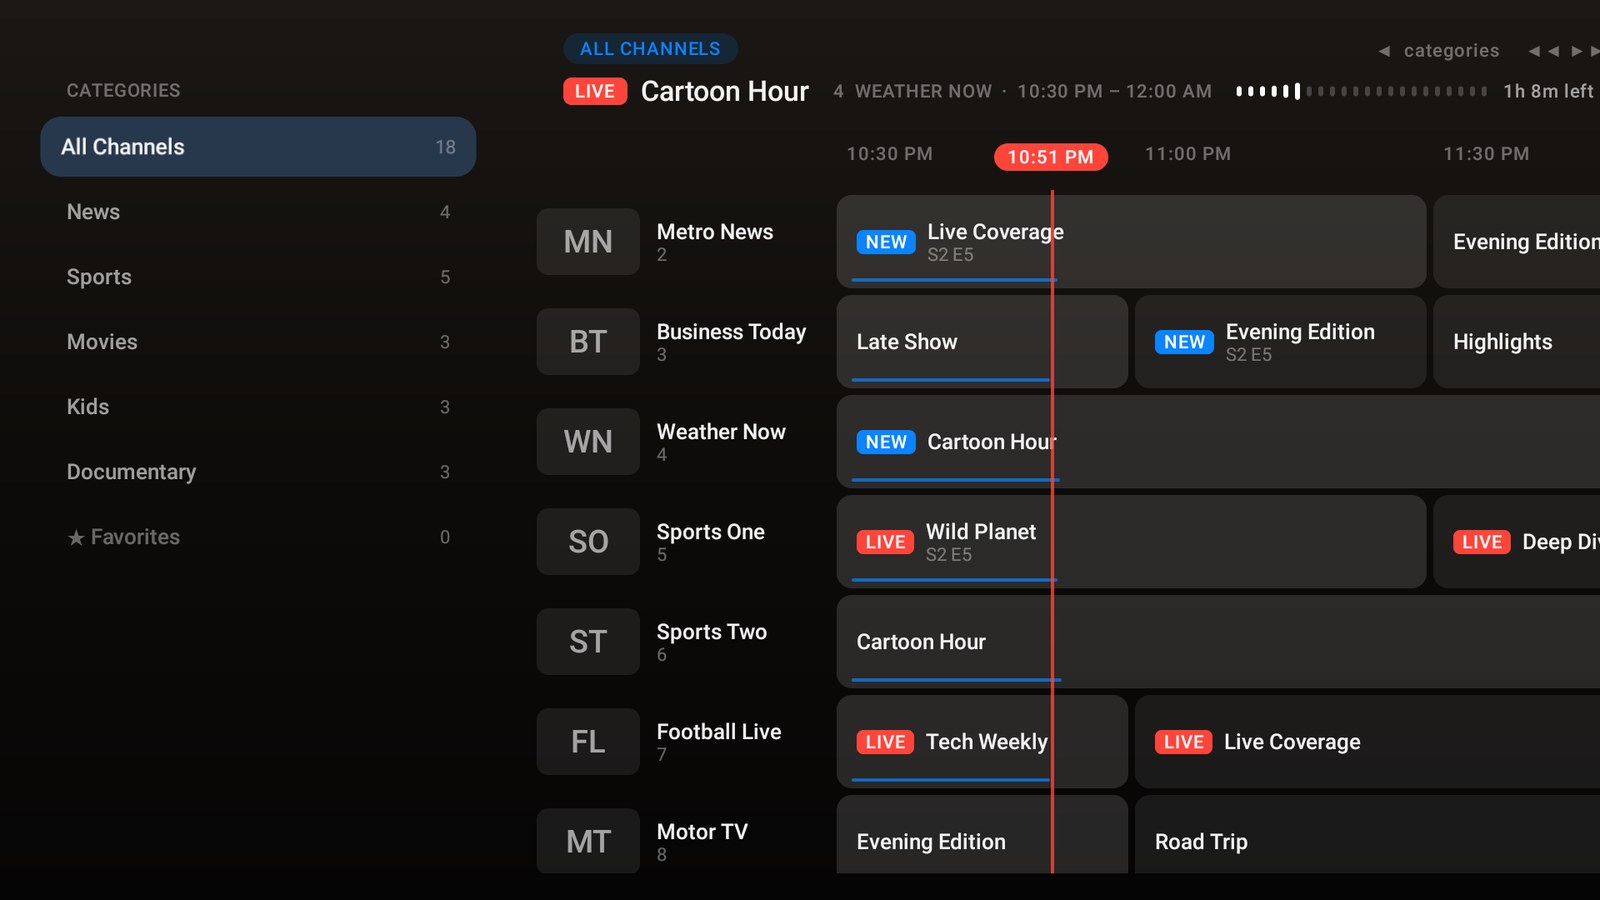 ALL CHANNELS
◀ categories ◀ ◀ ▶ ▶
LIVE Cartoon Hour 4 WEATHER NOW · 10:30 PM – 12:00 AM 1h 8m left
CATEGORIES
All Channels 18
News 4
Sports 5
Movies 3
Kids 3
Documentary 3
★ Favorites 0
10:30 PM 10:51 PM 11:00 PM 11:30 PM
MN Metro News
2
NEW Live Coverage
S2 E5
Evening Edition
BT Business Today
3
Late Show
NEW Evening Edition
S2 E5
Highlights
WN Weather Now
4
NEW Cartoon Hour
SO Sports One
5
LIVE Wild Planet
S2 E5
LIVE Deep
ST Sports Two
6
Cartoon Hour
FL Football Live
7
LIVE Tech Weekly
LIVE Live Coverage
MT Motor TV
8
Evening Edition
Road Trip